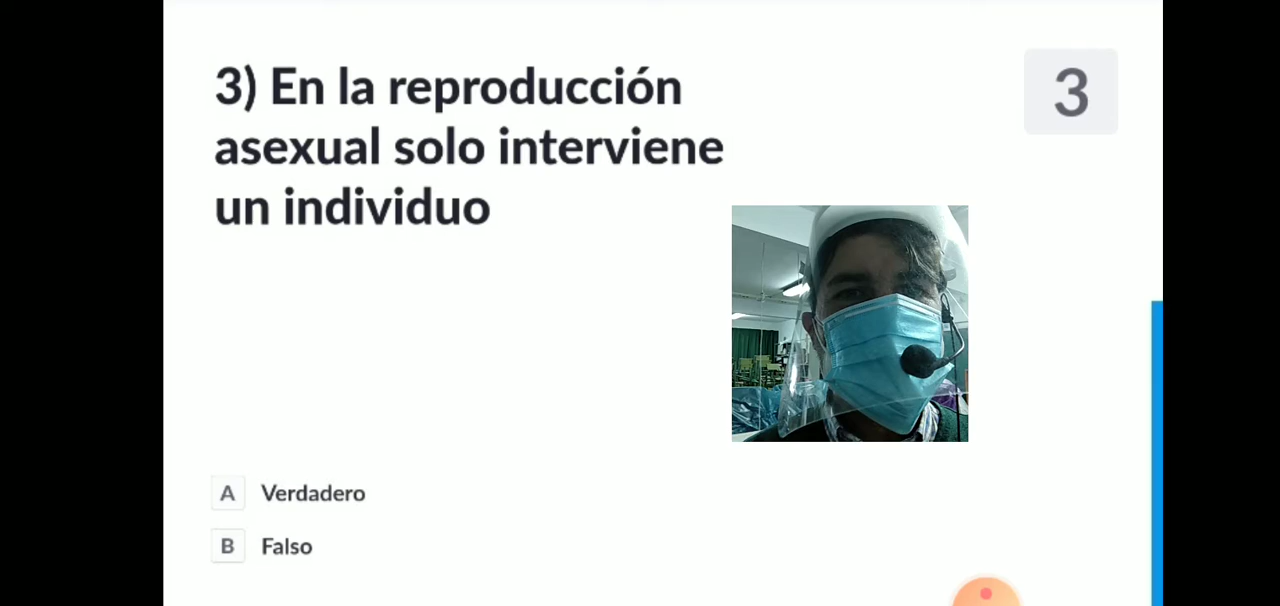 3) En la reproducción
asexual solo interviene
un individuo
3
A Verdadero
B Falso